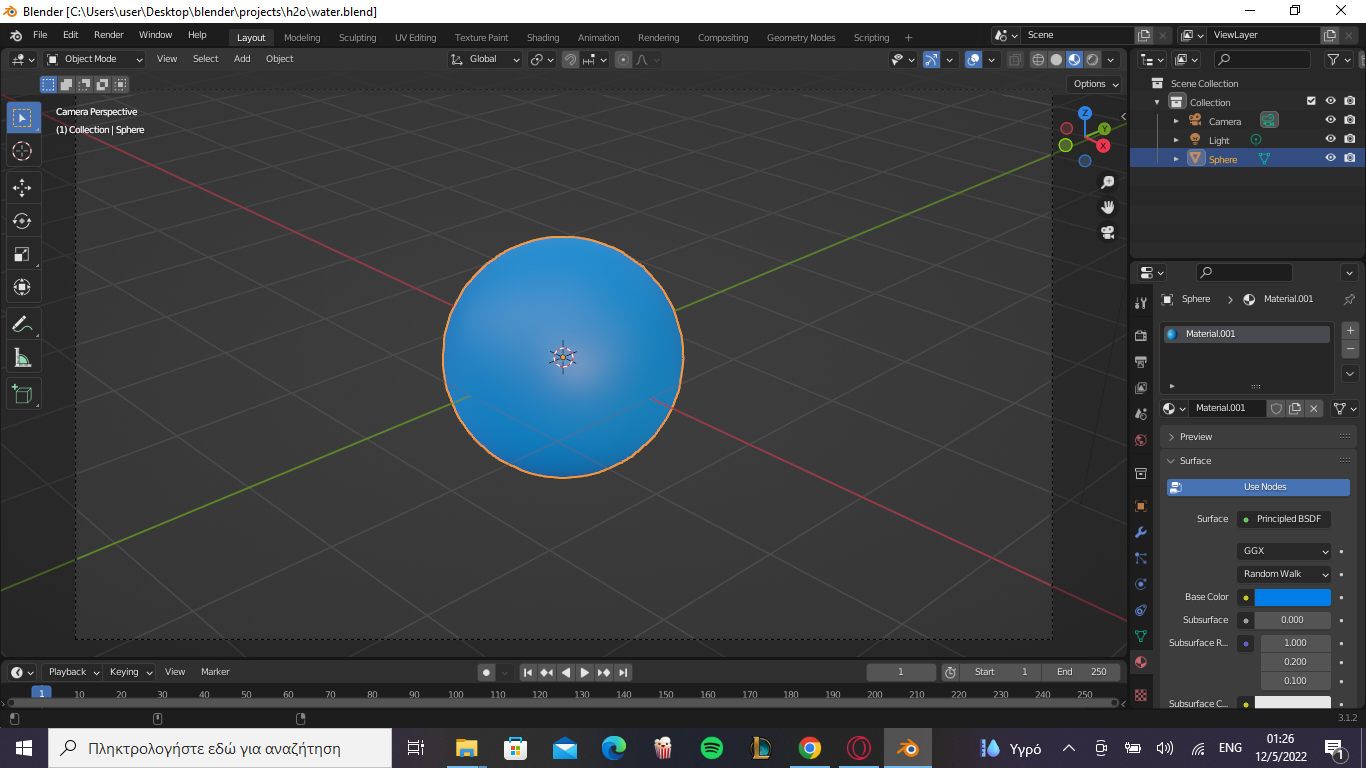 Blender [C:\Users\user\Desktop\blender\projects\h2o\water.blend]
File Edit Render Window Help Layout Modeling Sculpting UV Editing Texture Paint Shading Animation Rendering Compositing Geometry Nodes Scripting + Scene ViewLayer
Object Mode View Select Add Object Global
Options
Camera Perspective
(1) Collection | Sphere
Z
Y
X
Scene Collection
Collection
Camera
Light
Sphere
Sphere Material.001
Material.001
Material.001
Preview
Surface
Use Nodes
Surface Principled BSDF
GGX
Random Walk
Base Color
Subsurface 0.000
Subsurface R... 1.000
0.200
0.100
Subsurface C...
Playback Keying View Marker 1 Start 1 End 250
1 10 20 30 40 50 60 70 80 90 100 110 120 130 140 150 160 170 180 190 200 210 220 230 240 250
3.1.2
Πληκτρολογήστε εδώ για αναζήτηση
Υγρό
ENG
01:26
12/5/2022
1